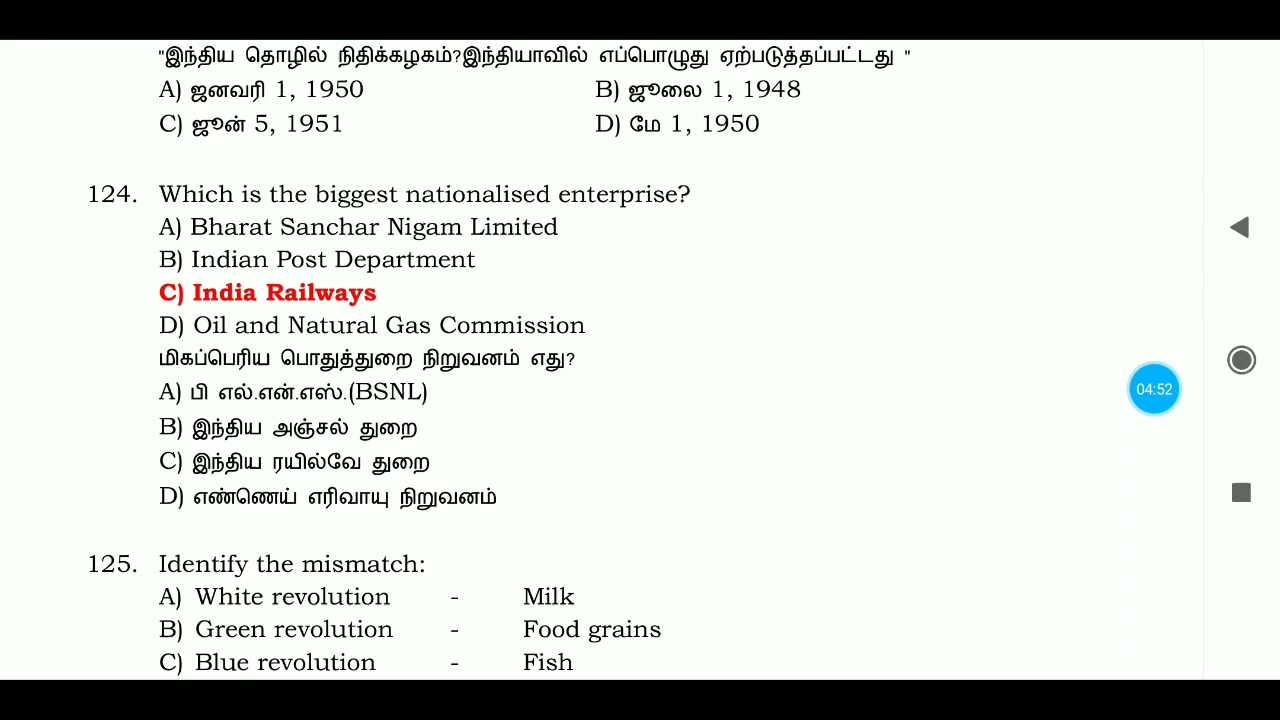 "இந்திய தொழில் நிதிக்கழகம்?இந்தியாவில் எப்பொழுது ஏற்படுத்தப்பட்டது "
A) ஜனவரி 1, 1950 B) ஜூலை 1, 1948
C) ஜூன் 5, 1951 D) மே 1, 1950
124. Which is the biggest nationalised enterprise?
A) Bharat Sanchar Nigam Limited
B) Indian Post Department
C) India Railways
D) Oil and Natural Gas Commission
மிகப்பெரிய பொதுத்துறை நிறுவனம் எது?
A) பி எல்.என்.எஸ்.(BSNL)
B) இந்திய அஞ்சல் துறை
C) இந்திய ரயில்வே துறை
D) எண்ணெய் எரிவாயு நிறுவனம்
04:52
125. Identify the mismatch:
A) White revolution - Milk
B) Green revolution - Food grains
C) Blue revolution - Fish